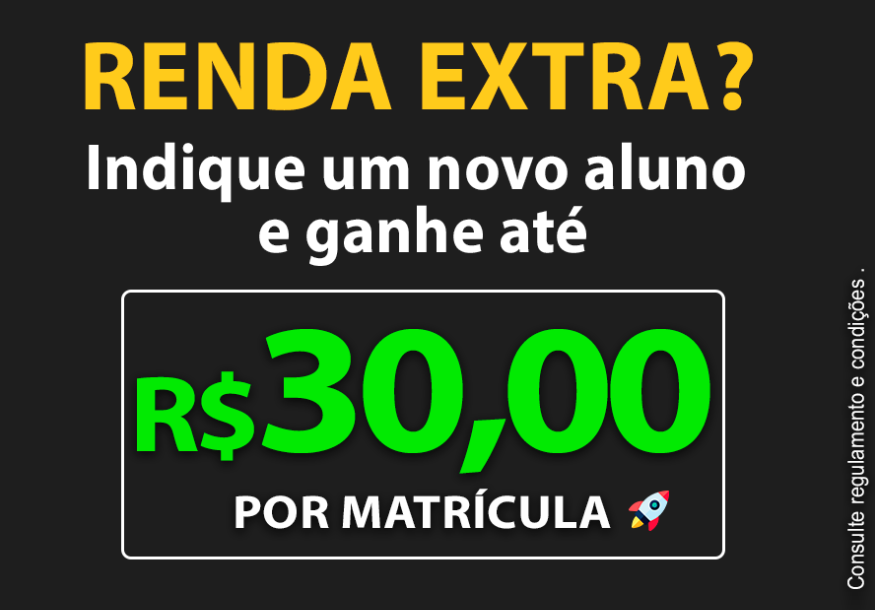 RENDA EXTRA?
Indique um novo aluno
e ganhe até
R$30,00
POR MATRÍCULA 🚀
Consulte regulamento e condições .